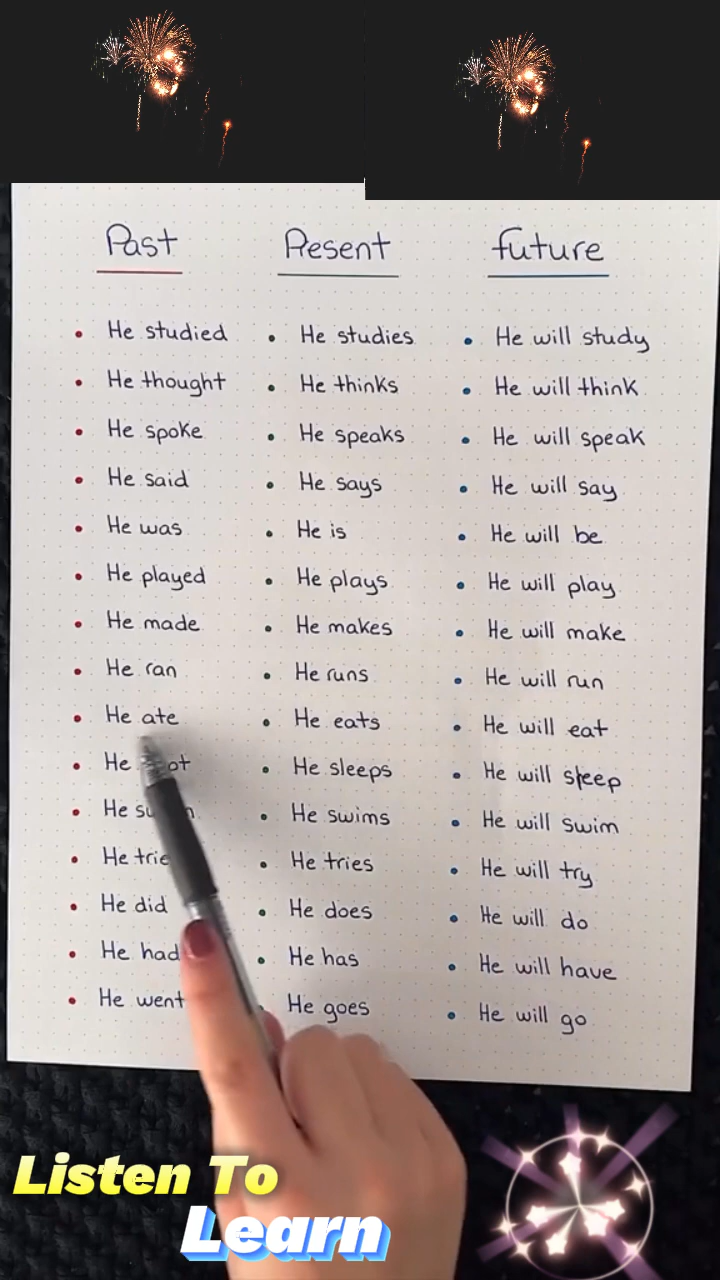 Past Present Future
He studied He studies He will study
He thought He thinks He will think
He spoke He speaks He will speak
He said He says He will say
He was He is He will be
He played He plays He will play
He made He makes He will make
He ran He runs He will run
He ate He eats He will eat
He He sleeps He will sleep
He He swims He will swim
He He tries He will try
He did He does He will do
He had He has He will have
He went He goes He will go
Listen To
Learn